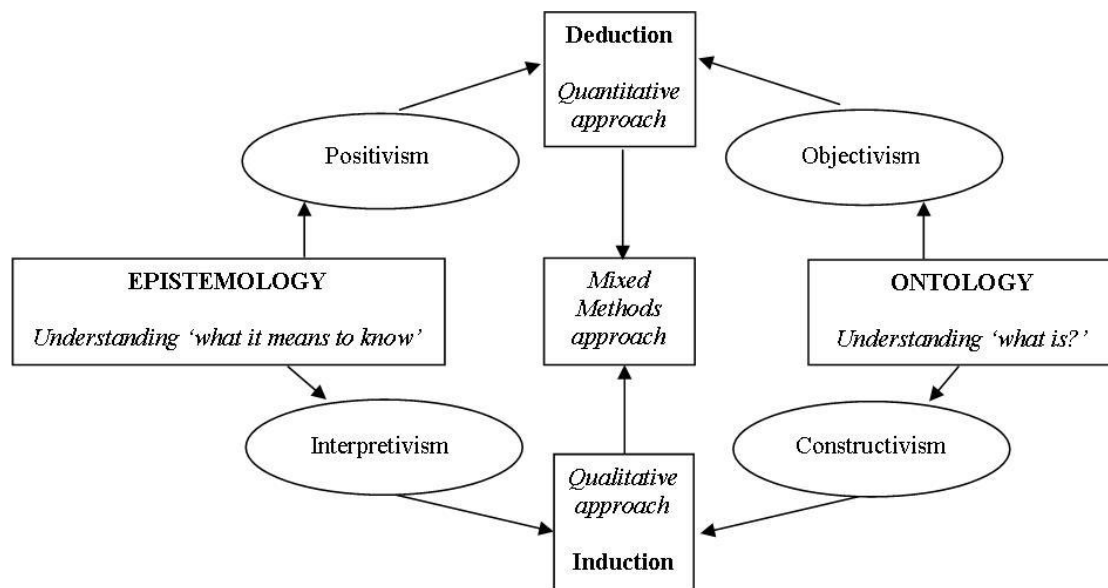 Deduction
Quantitative
approach
Positivism
Objectivism
EPISTEMOLOGY
Understanding ‘what it means to know’
Mixed
Methods
approach
ONTOLOGY
Understanding ‘what is?’
Interpretivism
Constructivism
Qualitative
approach
Induction